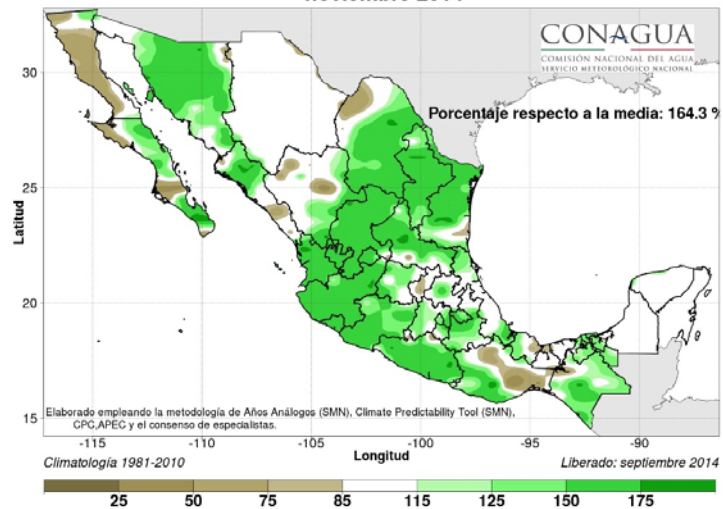 CONAGUA
COMISIÓN NACIONAL DEL AGUA
SERVICIO METEOROLÓGICO NACIONAL
Porcentaje respecto a la media: 164.3 %
Latitud
30
25
20
15
Elaborado empleando la metodología de Años Análogos (SMN), Climate Predictability Tool (SMN),
CPC,APEC y el consenso de especialistas.
-115 -110 -105 -100 -95 -90
Longitud
Climatología 1981-2010 Liberado: septiembre 2014
25 50 75 85 115 125 150 175